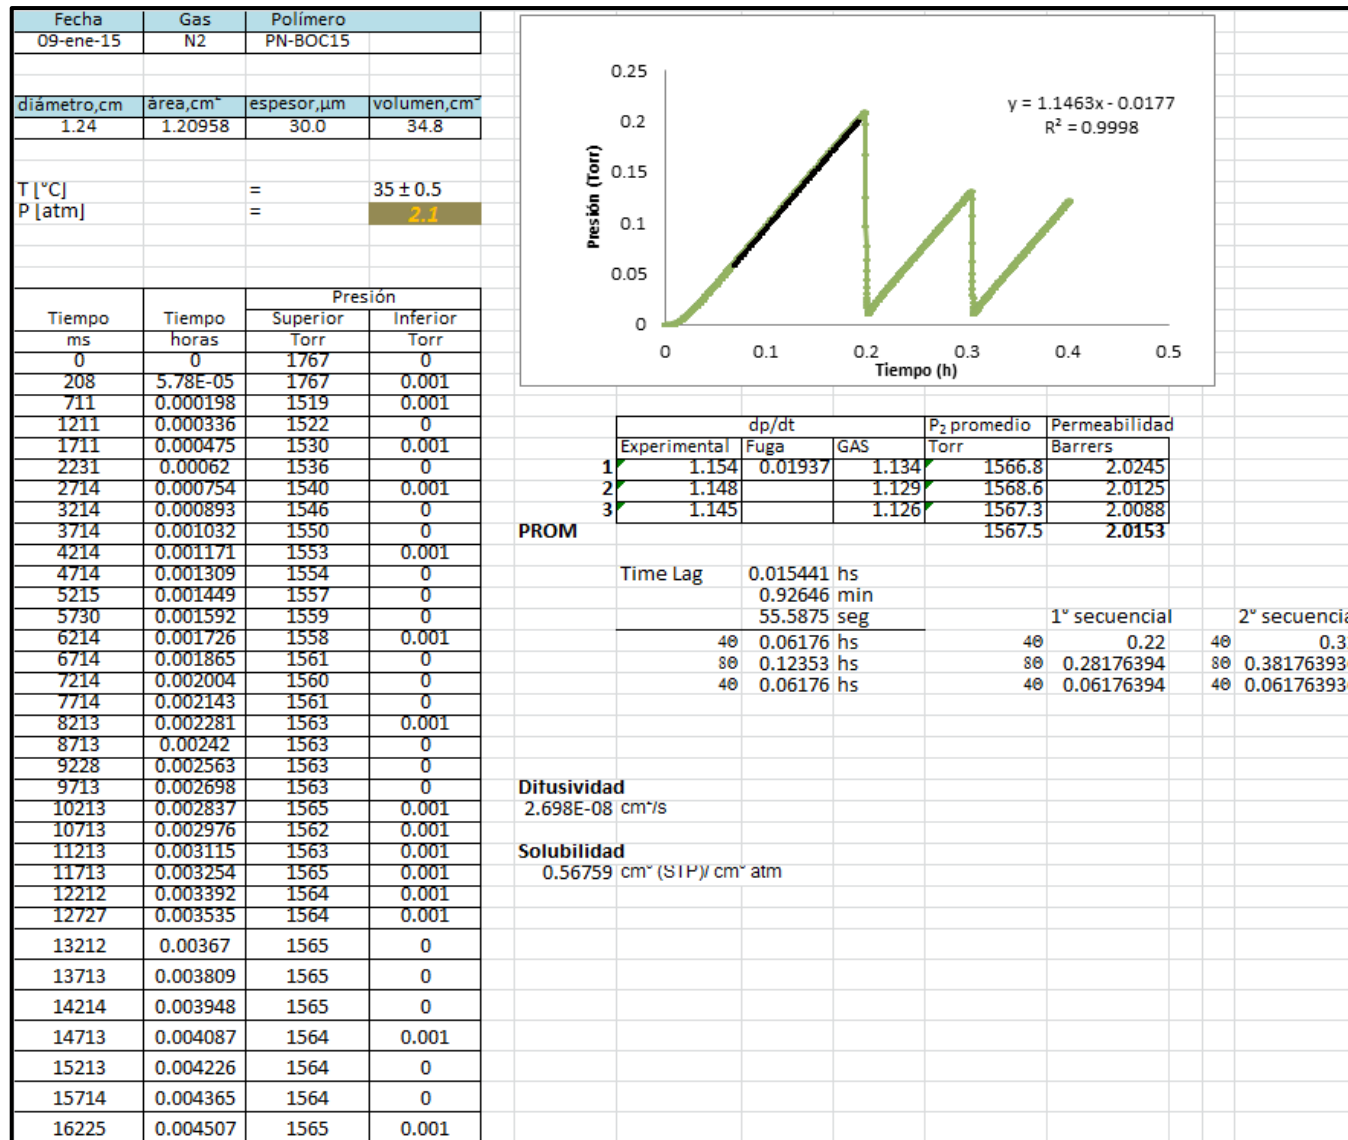 Fecha Gas Polímero
09-ene-15 N2 PN-BOC15
diámetro,cm área,cm² espesor,µm volumen,cm³
1.24 1.20958 30.0 34.8
T [°C] = 35 ± 0.5
P [atm] = 2.1
Presión
Tiempo Tiempo Superior Inferior
ms horas Torr Torr
0 0 1767 0
208 5.78E-05 1767 0.001
711 0.000198 1519 0.001
1211 0.000336 1522 0
1711 0.000475 1530 0.001
2231 0.00062 1536 0
2714 0.000754 1540 0.001
3214 0.000893 1546 0
3714 0.001032 1550 0
4214 0.001171 1553 0.001
4714 0.001309 1554 0
5215 0.001449 1557 0
5730 0.001592 1559 0
6214 0.001726 1558 0.001
6714 0.001865 1561 0
7214 0.002004 1560 0
7714 0.002143 1561 0
8213 0.002281 1563 0.001
8713 0.00242 1563 0
9228 0.002563 1563 0
9713 0.002698 1563 0
10213 0.002837 1565 0.001
10713 0.002976 1562 0.001
11213 0.003115 1563 0.001
11713 0.003254 1565 0.001
12212 0.003392 1564 0.001
12727 0.003535 1564 0.001
13212 0.00367 1565 0
13713 0.003809 1565 0
14214 0.003948 1565 0
14713 0.004087 1564 0.001
15213 0.004226 1564 0
15714 0.004365 1564 0
16225 0.004507 1565 0.001
Presión (Torr)
0.25
0.2
0.15
0.1
0.05
0
y = 1.1463x - 0.0177
R² = 0.9998
0 0.1 0.2 0.3 0.4 0.5
Tiempo (h)
dp/dt P₂ promedio Permeabilidad
Experimental Fuga GAS Torr Barrers
1 1.154 0.01937 1.134 1566.8 2.0245
2 1.148 1.129 1568.6 2.0125
3 1.145 1.126 1567.3 2.0088
PROM 1567.5 2.0153
Time Lag 0.015441 hs
0.92646 min
55.5875 seg 1° secuencial 2° secuencia
4Θ 0.06176 hs 4Θ 0.22 4Θ 0.3
8Θ 0.12353 hs 8Θ 0.28176394 8Θ 0.38176393
4Θ 0.06176 hs 4Θ 0.06176394 4Θ 0.06176393
Difusividad
2.698E-08 cm²/s
Solubilidad
0.56759 cm³ (STP)/ cm³ atm